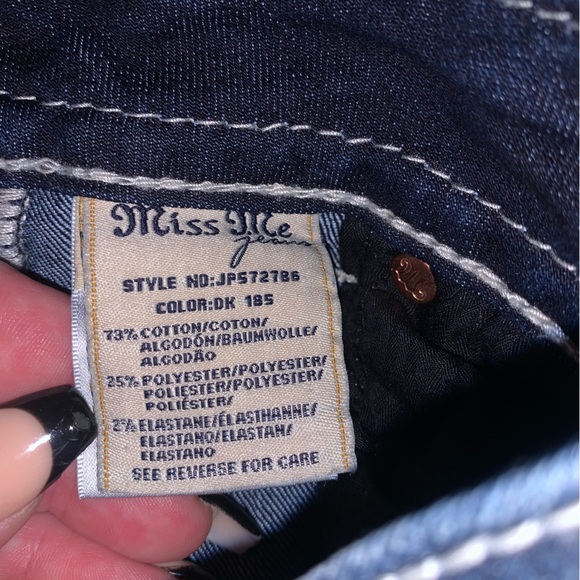 Miss Me
jeans
STYLE NO:JP5727B6
COLOR:DK 185
73% COTTON/COTON/
ALGODÓN/BAUMWOLLE/
ALGODÃO
25% POLYESTER/POLYESTER/
POLIESTER/POLYESTER/
POLIÉSTER/
2% ELASTANE/ÉLASTHANNE/
ELASTANO/ELASTAN/
ELASTANO
SEE REVERSE FOR CARE